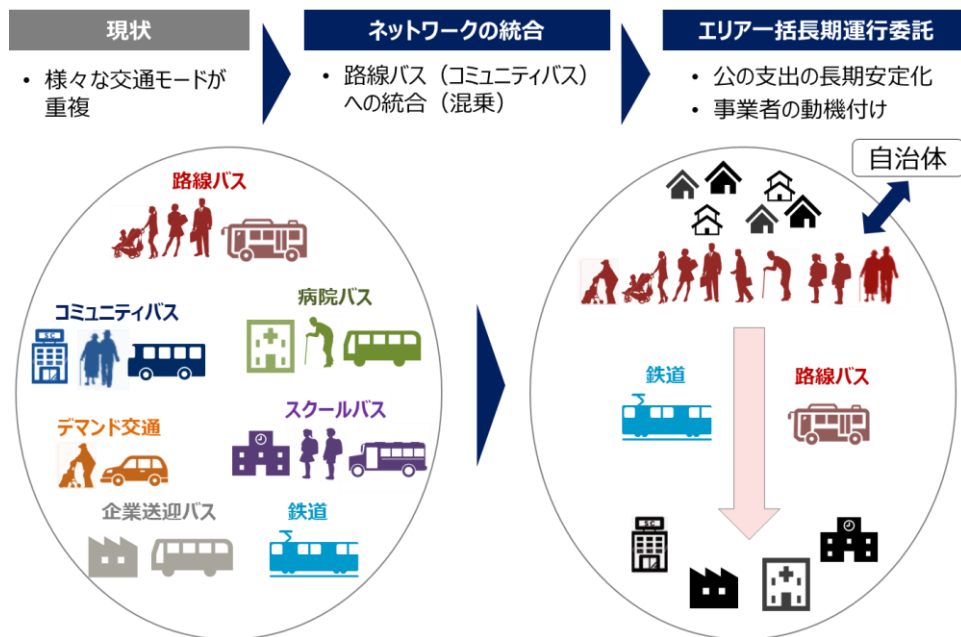 現状
ネットワークの統合
エリア一括長期運行委託
• 様々な交通モードが
重複
• 路線バス（コミュニティバス）
への統合（混乗）
• 公の支出の長期安定化
• 事業者の動機付け
自治体
路線バス
コミュニティバス
病院バス
デマンド交通
スクールバス
企業送迎バス
鉄道
鉄道
路線バス
SC
SC